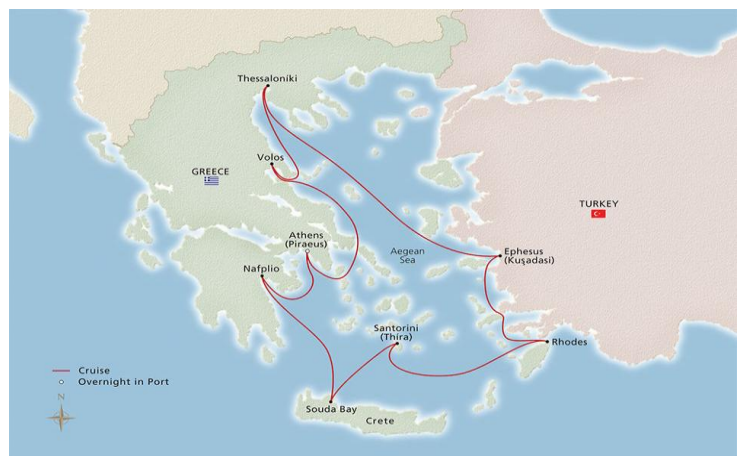 Thessaloniki
Volos
GREECE
TURKEY
Athens
(Piraeus)
Aegean
Sea
Ephesus
(Kuşadasi)
Nafplio
Santorini
(Thira)
Rhodes
Cruise
Overnight in Port
N
Souda Bay
Crete